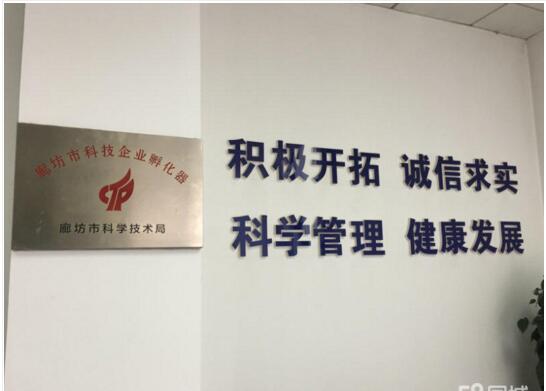 廊坊市科技企业孵化器
廊坊市科学技术局
积极开拓 诚信求实
科学管理 健康发展